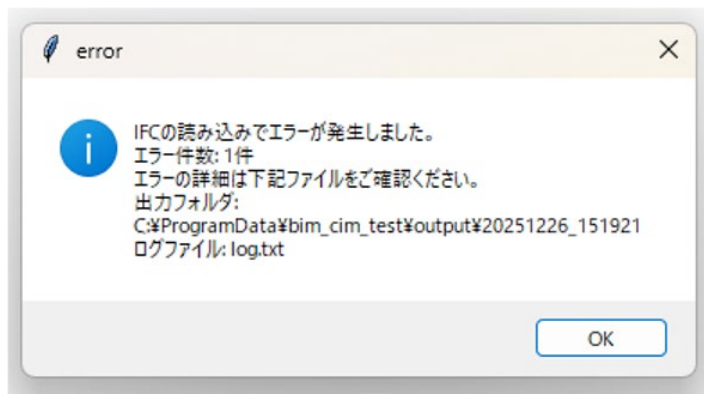 error
IFCの読み込みでエラーが発生しました。
エラー件数: 1件
エラーの詳細は下記ファイルをご確認ください。
出力フォルダ:
C:¥ProgramData¥bim_cim_test¥output¥20251226_151921
ログファイル: log.txt
OK